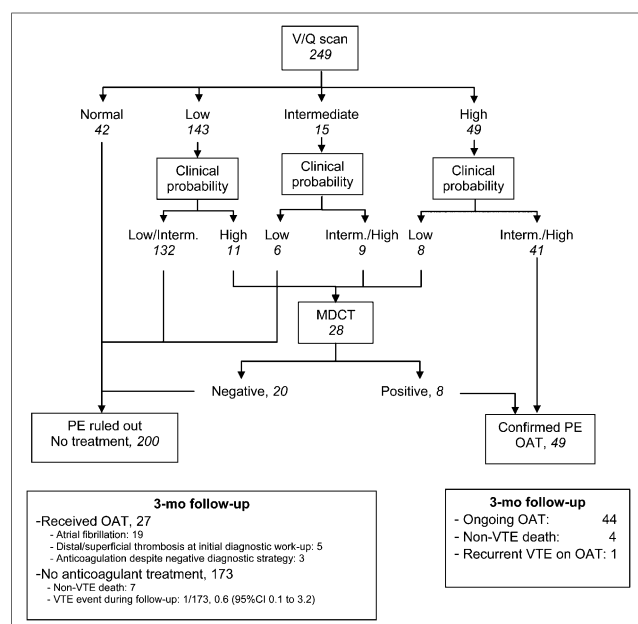 V/Q scan
249
Normal Low Intermediate High
42 143 15 49
Clinical probability Clinical probability Clinical probability
Low/Interm. High Low Interm./High Low Interm./High
132 11 6 9 8 41
MDCT
28
Negative, 20 Positive, 8
PE ruled out
No treatment, 200
Confirmed PE
OAT, 49
3-mo follow-up
-Received OAT, 27
- Atrial fibrillation: 19
- Distal/superficial thrombosis at initial diagnostic work-up: 5
- Anticoagulation despite negative diagnostic strategy: 3
-No anticoagulant treatment, 173
- Non-VTE death: 7
- VTE event during follow-up: 1/173, 0.6 (95%CI 0.1 to 3.2)
3-mo follow-up
- Ongoing OAT: 44
- Non-VTE death: 4
- Recurrent VTE on OAT: 1